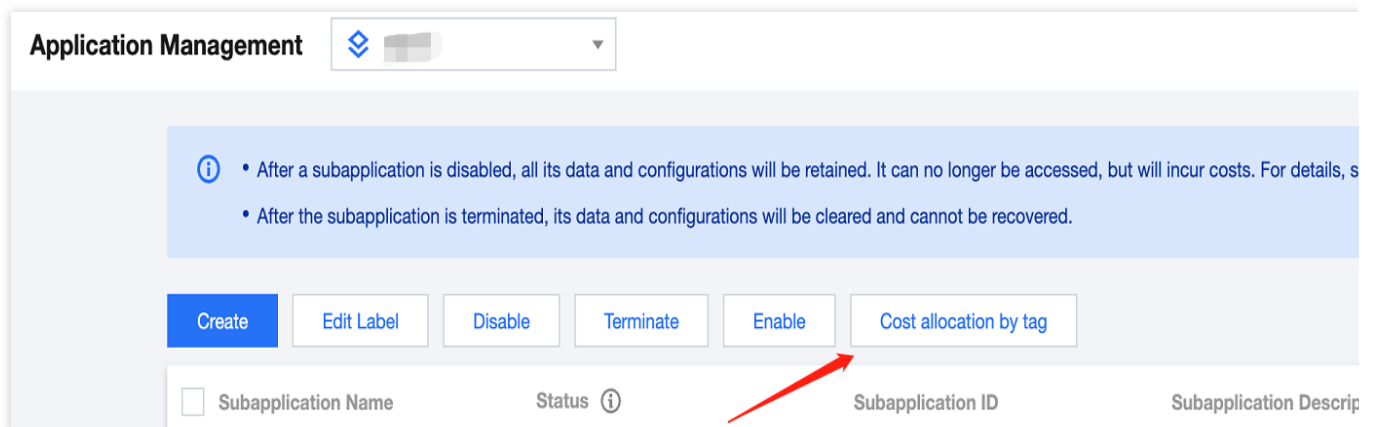 Application Management
• After a subapplication is disabled, all its data and configurations will be retained. It can no longer be accessed, but will incur costs. For details, s
• After the subapplication is terminated, its data and configurations will be cleared and cannot be recovered.
Create Edit Label Disable Terminate Enable Cost allocation by tag
Subapplication Name Status Subapplication ID Subapplication Descrip